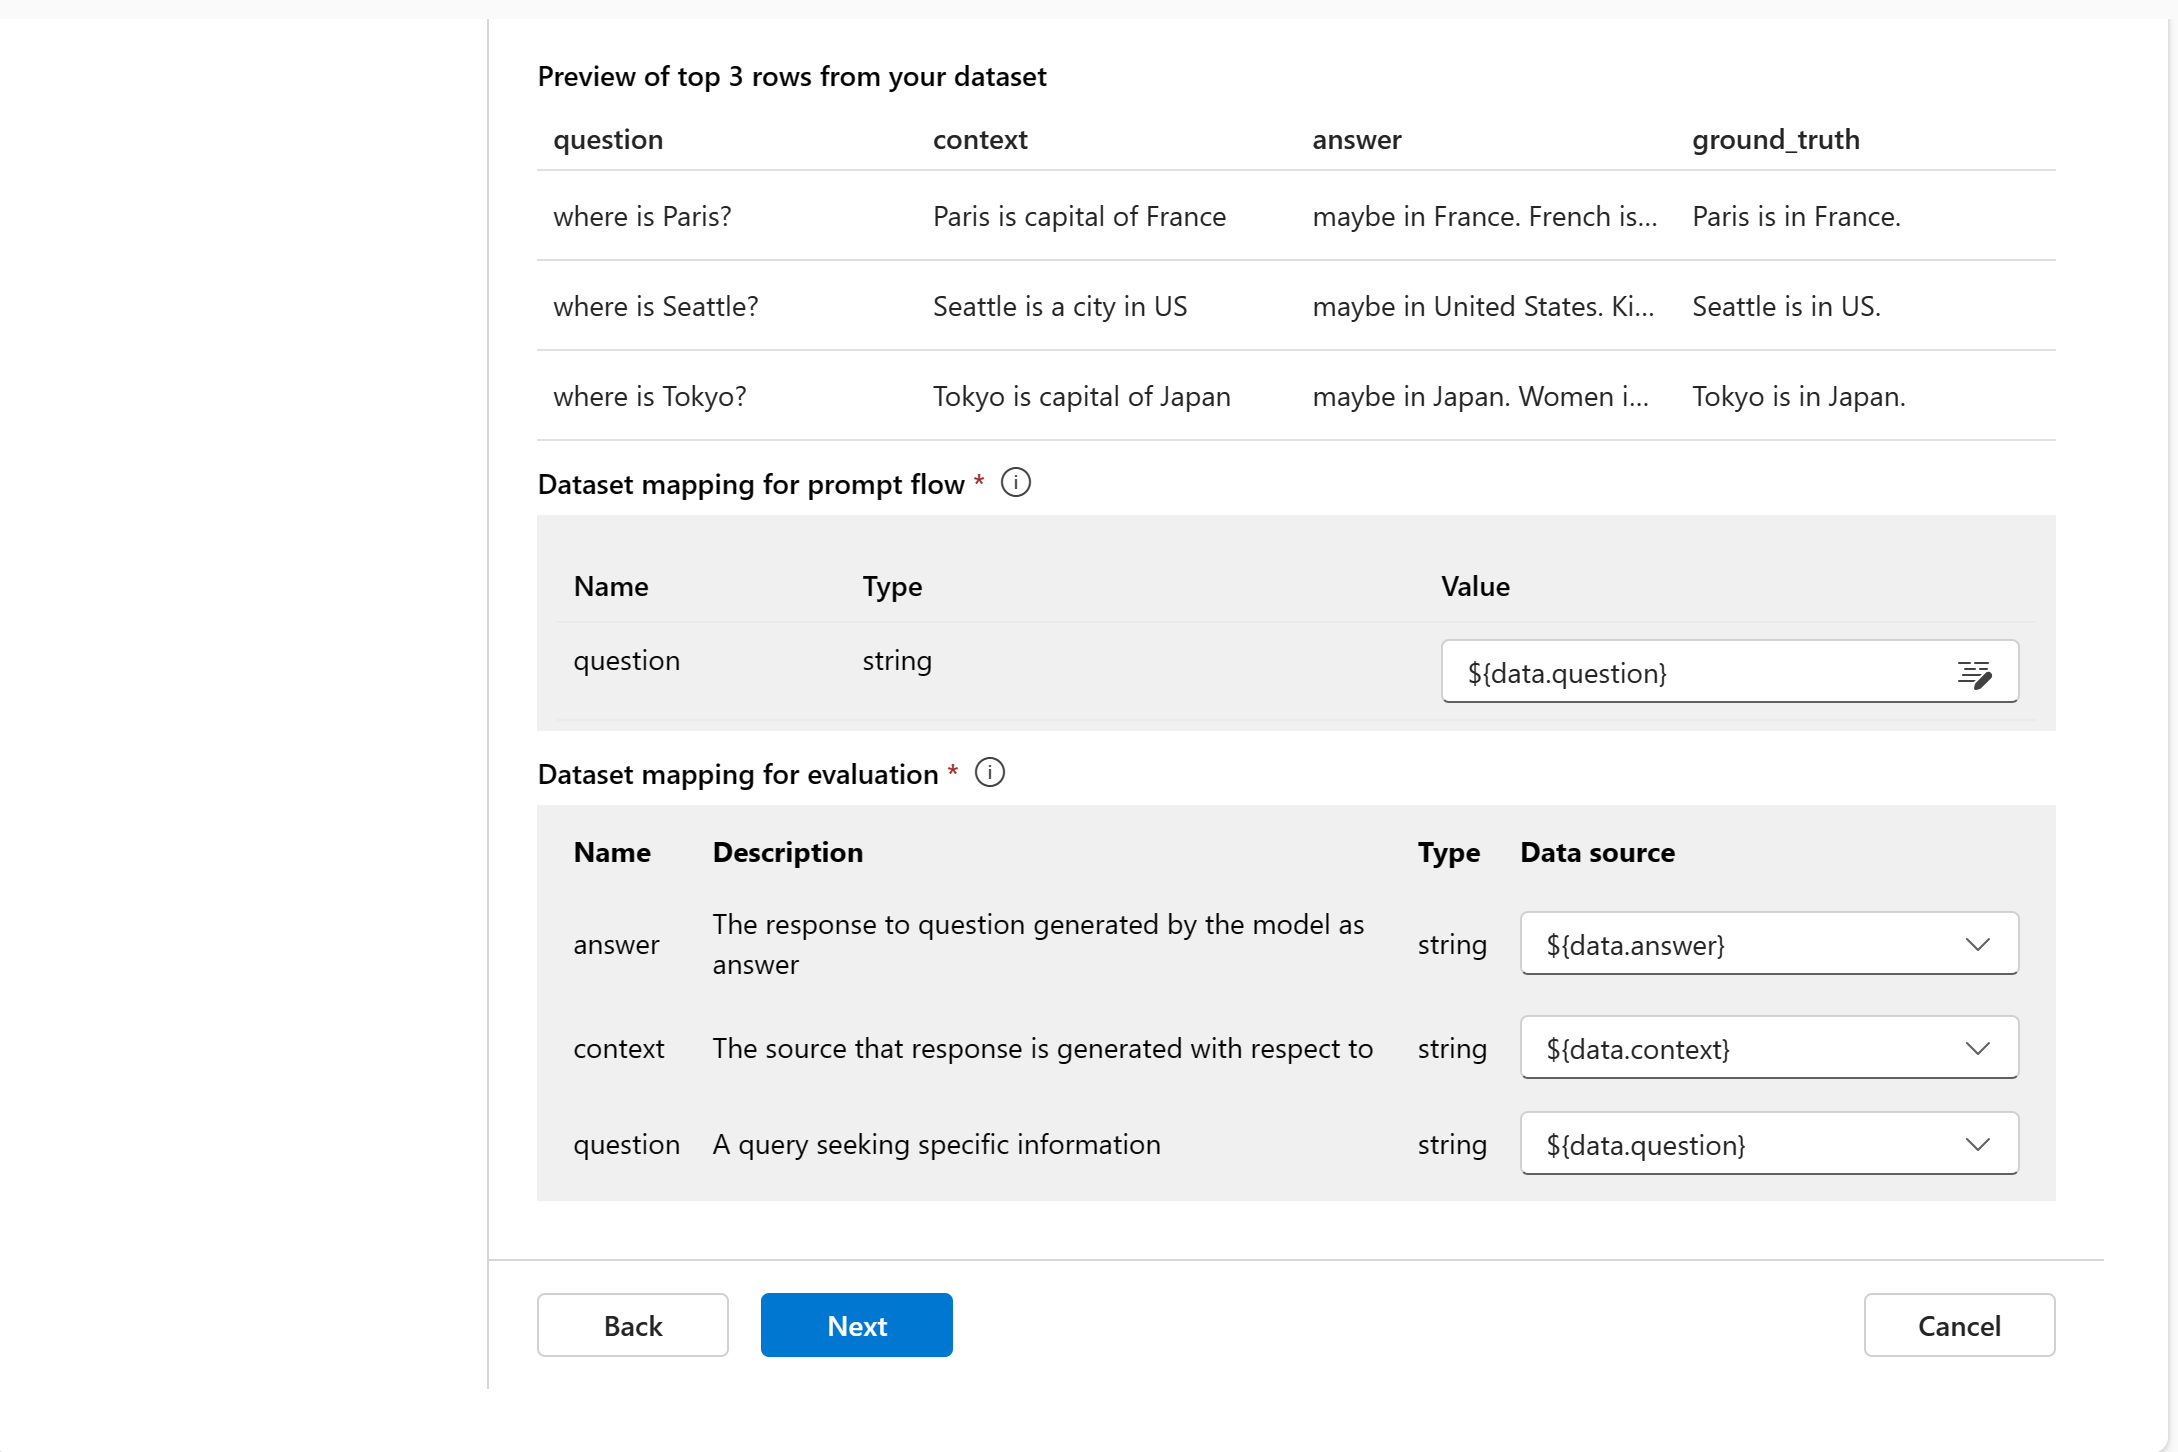 Preview of top 3 rows from your dataset
question context answer ground_truth
where is Paris? Paris is capital of France maybe in France. French is... Paris is in France.
where is Seattle? Seattle is a city in US maybe in United States. Ki... Seattle is in US.
where is Tokyo? Tokyo is capital of Japan maybe in Japan. Women i... Tokyo is in Japan.
Dataset mapping for prompt flow *
Name Type Value
question string ${data.question}
Dataset mapping for evaluation *
Name Description Type Data source
answer The response to question generated by the model as
answer string ${data.answer}
context The source that response is generated with respect to string ${data.context}
question A query seeking specific information string ${data.question}
Back Next Cancel